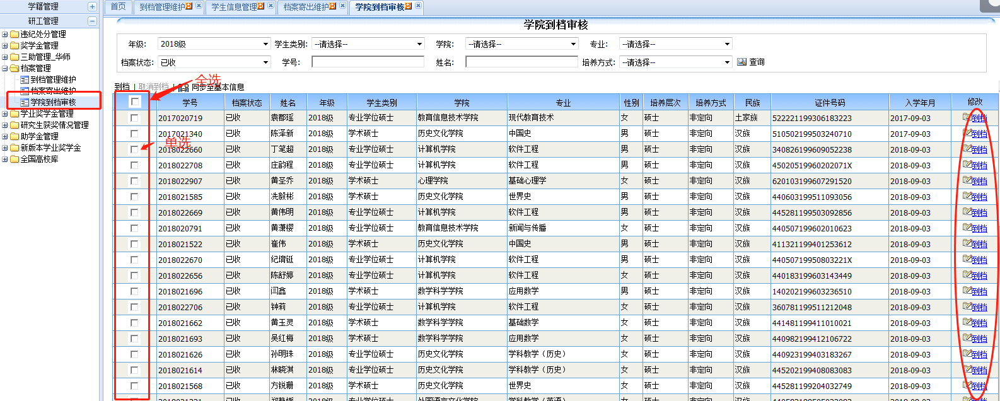 学籍管理
研工管理
违纪处分管理
奖学金管理
三助管理_华师
档案管理
到档管理维护
档案寄出维护
学院到档审核
学业奖学金管理
研究生获奖情况管理
助学金管理
新版本学业奖学金
全国高校库
首页 到档管理维护 学生信息管理 档案寄出维护 学院到档审核
学院到档审核
年级: 2018级 学生类别: --请选择-- 学院: --请选择-- 专业: --请选择--
档案状态: 已收 学号: 姓名: 培养方式: --请选择-- 查询
到档 | 取消到档 | 同步至基本信息
全选
单选
学号 档案状态 姓名 年级 学生类别 学院 专业 性别 培养层次 培养方式 民族 证件号码 入学年月 修改
2017020719 已收 袁郡瑶 2018级 专业学位硕士 教育信息技术学院 现代教育技术 女 硕士 非定向 土家族 522221199306183223 2017-09-03 到档
2017021340 已收 陈泽新 2018级 学术硕士 历史文化学院 中国史 男 硕士 非定向 汉族 510502199503240710 2017-09-03 到档
2018022660 已收 丁笔超 2018级 专业学位硕士 计算机学院 软件工程 男 硕士 非定向 汉族 340826199609052238 2018-09-03 到档
2018022708 已收 庄韵程 2018级 专业学位硕士 计算机学院 软件工程 男 硕士 非定向 汉族 45020519960202071X 2018-09-03 到档
2018022907 已收 黄圣乔 2018级 学术硕士 心理学院 基础心理学 女 硕士 非定向 汉族 620103199607291520 2018-09-03 到档
2018021585 已收 冼毅彬 2018级 学术硕士 历史文化学院 世界史 男 硕士 非定向 汉族 440603199511093056 2018-09-03 到档
2018022669 已收 黄伟明 2018级 专业学位硕士 计算机学院 软件工程 男 硕士 非定向 汉族 445281199503092856 2018-09-03 到档
2018020791 已收 黄潇樱 2018级 专业学位硕士 教育信息技术学院 新闻与传播 女 硕士 非定向 汉族 440507199602010623 2018-09-03 到档
2018021522 已收 崔伟 2018级 学术硕士 历史文化学院 中国史 男 硕士 非定向 汉族 411321199401253612 2018-09-03 到档
2018022670 已收 纪堉铤 2018级 专业学位硕士 计算机学院 软件工程 男 硕士 非定向 汉族 44050719950803221X 2018-09-03 到档
2018022656 已收 陈舒婷 2018级 专业学位硕士 计算机学院 软件工程 女 硕士 非定向 汉族 440183199603143449 2018-09-03 到档
2018021696 已收 闫鑫 2018级 学术硕士 数学科学学院 应用数学 男 硕士 非定向 汉族 140202199603236510 2018-09-03 到档
2018022706 已收 钟莉 2018级 专业学位硕士 计算机学院 软件工程 女 硕士 非定向 汉族 360781199511212048 2018-09-03 到档
2018021662 已收 黄玉灵 2018级 学术硕士 数学科学学院 基础数学 女 硕士 非定向 汉族 441481199411010021 2018-09-03 到档
2018021693 已收 吴红梅 2018级 学术硕士 数学科学学院 应用数学 女 硕士 非定向 汉族 440982199412106722 2018-09-03 到档
2018021626 已收 孙明珠 2018级 专业学位硕士 历史文化学院 学科教学（历史） 女 硕士 非定向 汉族 440923199403183267 2018-09-03 到档
2018021614 已收 林晓淇 2018级 专业学位硕士 历史文化学院 学科教学（历史） 女 硕士 非定向 汉族 445202199408083083 2018-09-03 到档
2018021568 已收 方锐珊 2018级 学术硕士 历史文化学院 世界史 女 硕士 非定向 汉族 445281199204032749 2018-09-03 到档